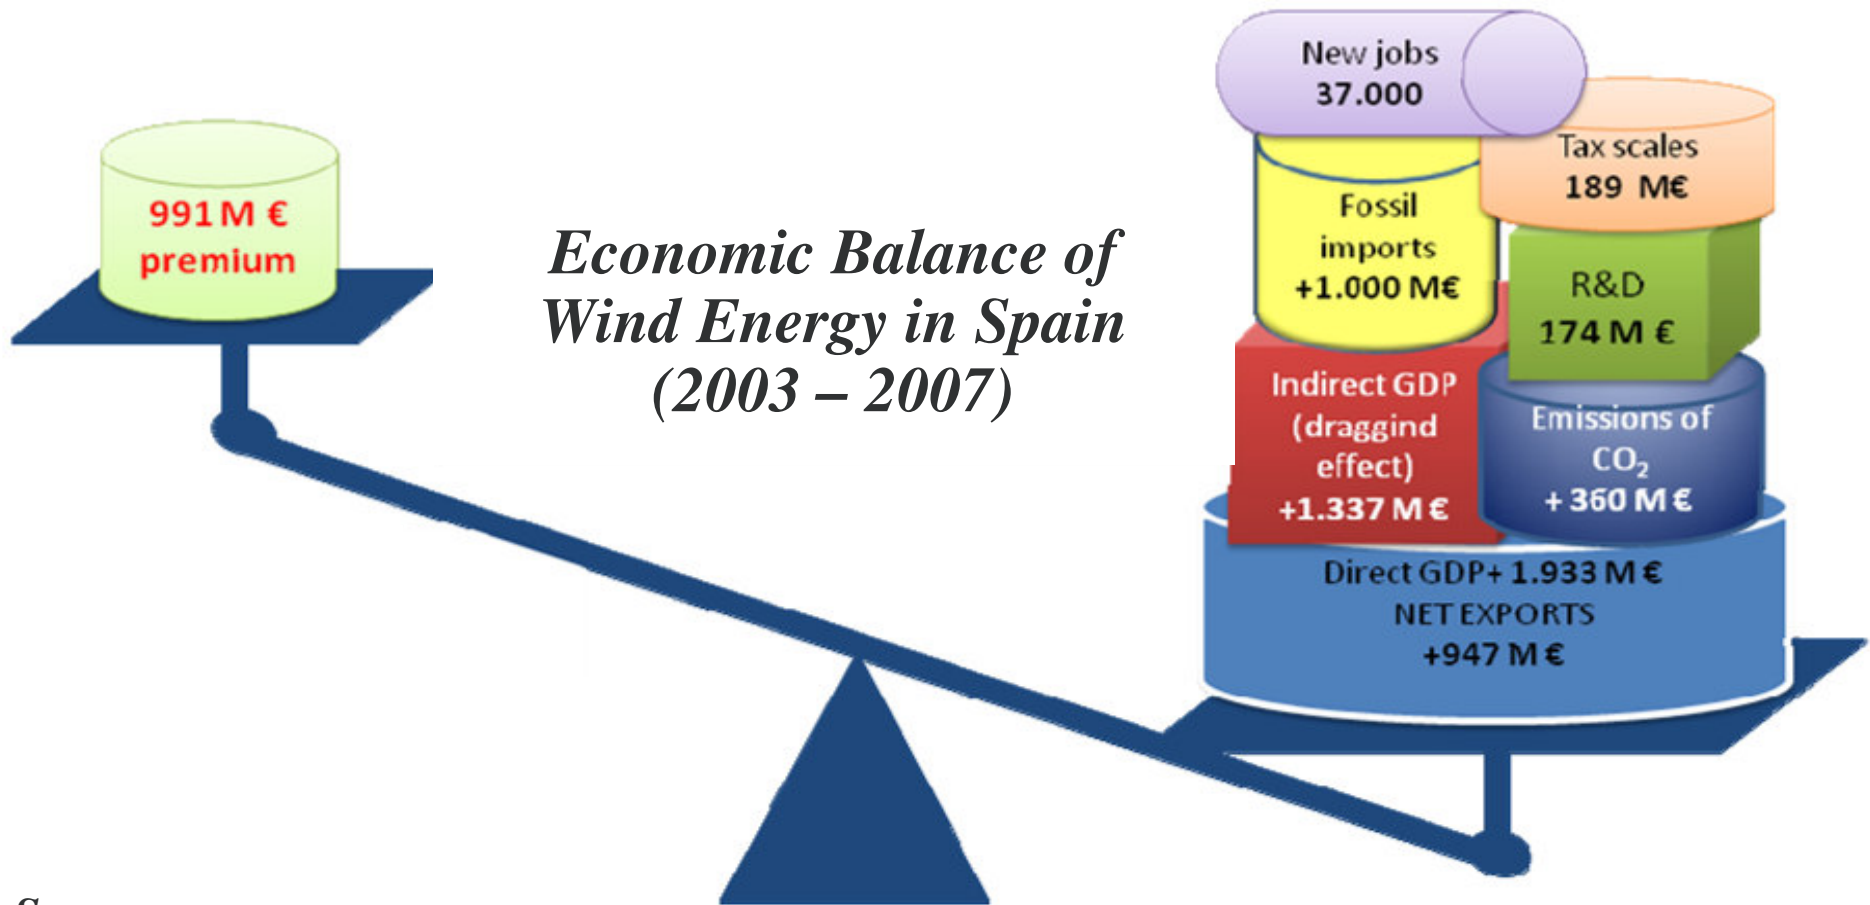 991 M €
premium
Economic Balance of
Wind Energy in Spain
(2003 – 2007)
New jobs
37.000
Tax scales
189 M€
Fossil
imports
+1.000 M€
R&D
174 M €
Indirect GDP
(draggind
effect)
+1.337 M €
Emissions of
CO₂
+ 360 M €
Direct GDP+ 1.933 M €
NET EXPORTS
+947 M €